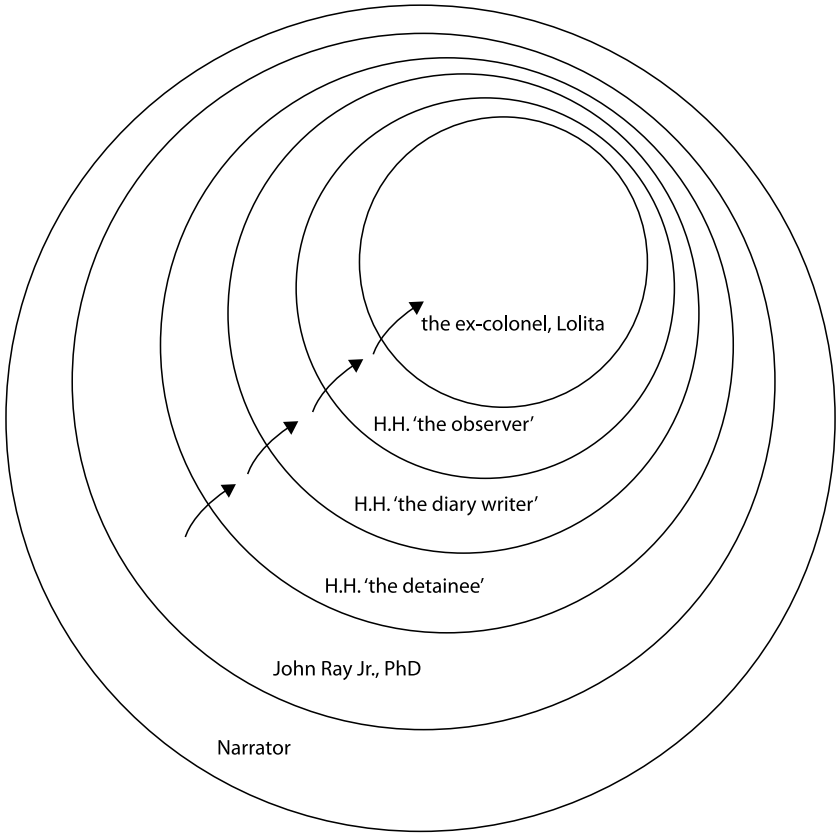 the ex-colonel, Lolita
H.H. ‘the observer’
H.H. ‘the diary writer’
H.H. ‘the detainee’
John Ray Jr., PhD
Narrator